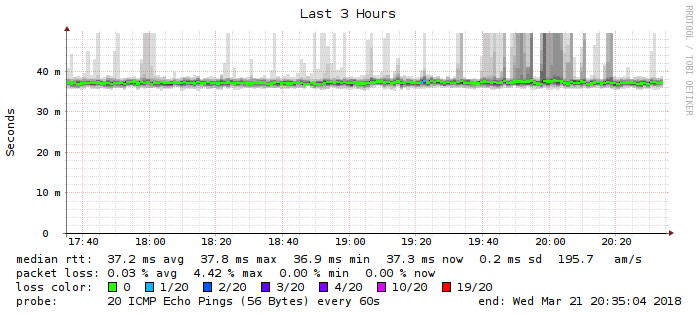 Last 3 Hours
RRDTOOL / TOBI OETIKER
Seconds
40 m
30 m
20 m
10 m
0
17:40 18:00 18:20 18:40 19:00 19:20 19:40 20:00 20:20
median rtt: 37.2 ms avg 37.8 ms max 36.9 ms min 37.3 ms now 0.2 ms sd 195.7 am/s
packet loss: 0.03 % avg 4.42 % max 0.00 % min 0.00 % now
loss color: 0 1/20 2/20 3/20 4/20 10/20 19/20
probe: 20 ICMP Echo Pings (56 Bytes) every 60s end: Wed Mar 21 20:35:04 2018